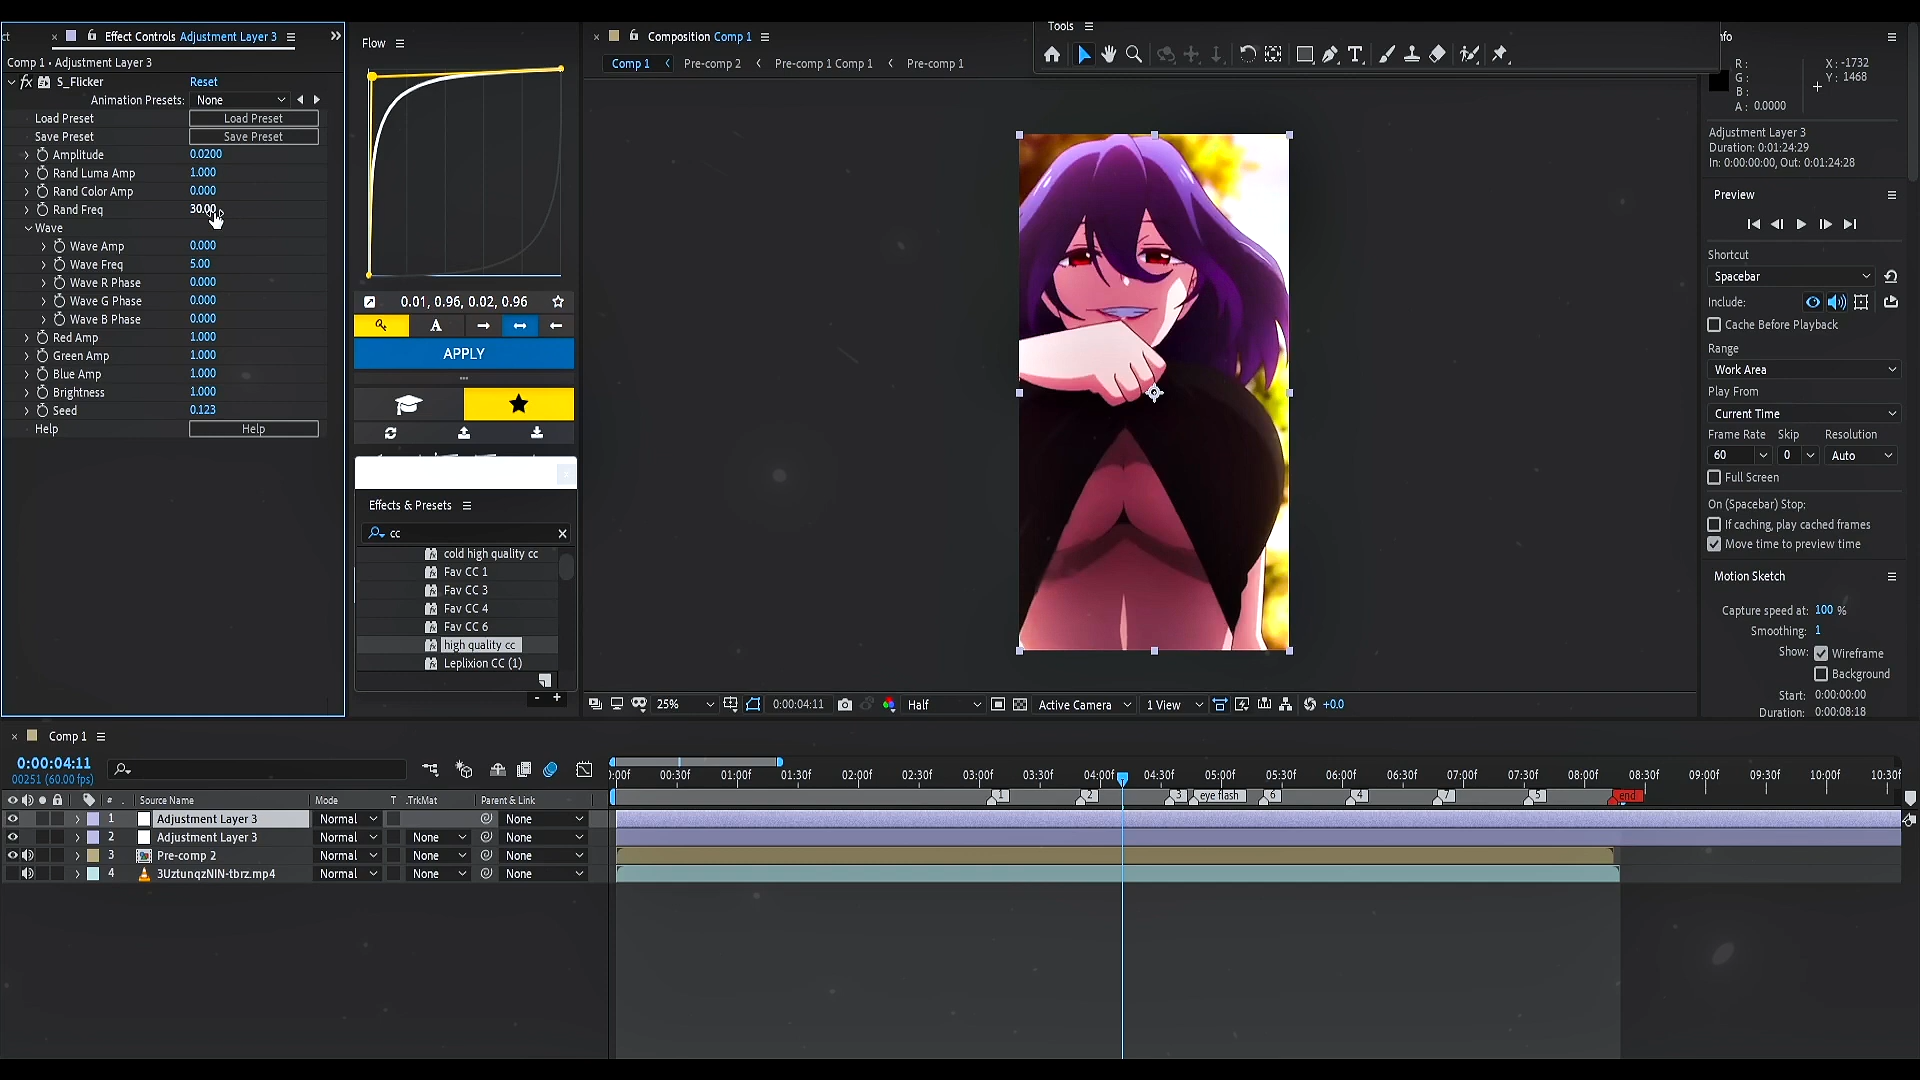 ct × Effect Controls Adjustment Layer 3
Comp 1 • Adjustment Layer 3
fx S_Flicker Reset
Animation Presets: None
Load Preset Load Preset
Save Preset Save Preset
Amplitude 0.0200
Rand Luma Amp 1.000
Rand Color Amp 0.000
Rand Freq 30.00
Wave
Wave Amp 0.000
Wave Freq 5.00
Wave R Phase 0.000
Wave G Phase 0.000
Wave B Phase 0.000
Red Amp 1.000
Green Amp 1.000
Blue Amp 1.000
Brightness 1.000
Seed 0.123
Help Help
Flow
0.01, 0.96, 0.02, 0.96
A
APPLY
Effects & Presets
cc
cold high quality cc
Fav CC 1
Fav CC 3
Fav CC 4
Fav CC 6
high quality cc
Leplixion CC (1)
- +
× Composition Comp 1
Comp 1 Pre-comp 2 Pre-comp 1 Comp 1 Pre-comp 1
Tools
T
25% 0:00:04:11 Half Active Camera 1 View +0.0
nfo
R :
G :
B :
A : 0.0000
X : -1732
Y : 1468
Adjustment Layer 3
Duration: 0:01:24:29
In: 0:00:00:00, Out: 0:01:24:28
Preview
Shortcut
Spacebar
Include:
Cache Before Playback
Range
Work Area
Play From
Current Time
Frame Rate Skip Resolution
60 0 Auto
Full Screen
On (Spacebar) Stop:
If caching, play cached frames
Move time to preview time
Motion Sketch
Capture speed at: 100 %
Smoothing: 1
Show: Wireframe
Background
Start: 0:00:00:00
Duration: 0:00:08:18
× Comp 1
0:00:04:11
00251 (60.00 fps)
# Source Name Mode T .TrkMat Parent & Link
1 Adjustment Layer 3 Normal None
2 Adjustment Layer 3 Normal None None
3 Pre-comp 2 Normal None None
4 3UztunqzNIN-tbrz.mp4 Normal None None
):00f 00:30f 01:00f 01:30f 02:00f 02:30f 03:00f 03:30f 04:00f 04:30f 05:00f 05:30f 06:00f 06:30f 07:00f 07:30f 08:00f 08:30f 09:00f 09:30f 10:00f 10:30f
1 2 3 eye flash 6 4 7 5 end